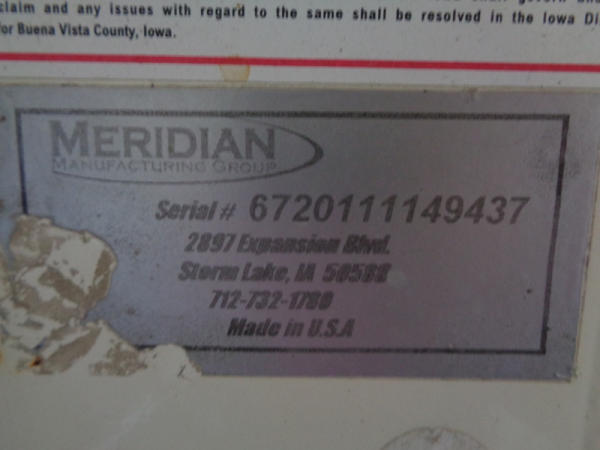 claim and any issues with regard to the same shall be resolved in the Iowa Di
for Buena Vista County, Iowa.
MERIDIAN
MANUFACTURING GROUP
Serial # 6720111149437
2897 Expansion Blvd.
Storm Lake, IA 50588
712-732-1780
Made in U.S.A